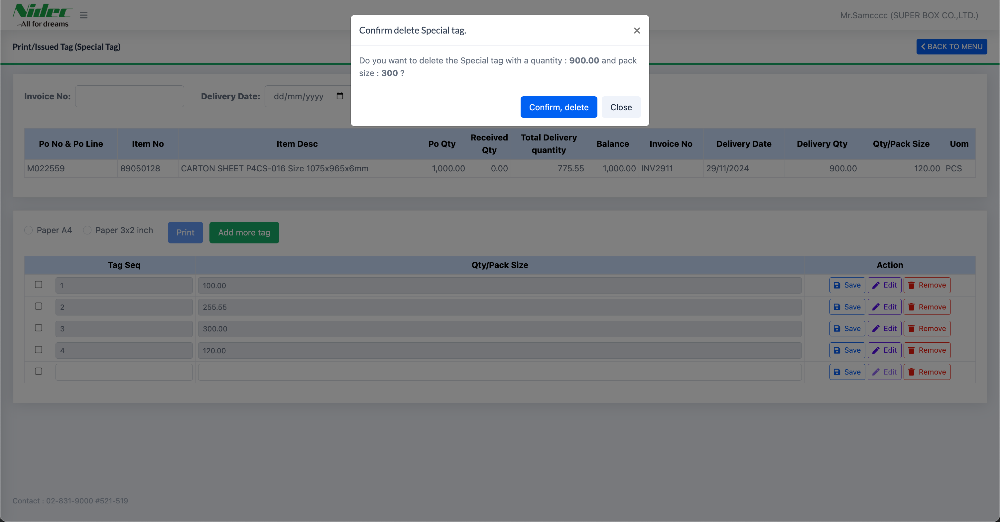 Nidec
All for dreams
Mr.Samcccc (SUPER BOX CO.,LTD.)
Confirm delete Special tag.
×
Do you want to delete the Special tag with a quantity : 900.00 and pack
size : 300 ?
Confirm, delete
Close
Print/Issued Tag (Special Tag)
BACK TO MENU
Invoice No:
Delivery Date:
dd/mm/yyyy
Po No & Po Line Item No Item Desc Po Qty Received Qty Total Delivery quantity Balance Invoice No Delivery Date Delivery Qty Qty/Pack Size Uom
M022559 89050128 CARTON SHEET P4CS-016 Size 1075x965x6mm 1,000.00 0.00 775.55 1,000.00 INV2911 29/11/2024 900.00 120.00 PCS
Paper A4 Paper 3x2 inch Print Add more tag
Tag Seq Qty/Pack Size Action
1 100.00 Save Edit Remove
2 255.55 Save Edit Remove
3 300.00 Save Edit Remove
4 120.00 Save Edit Remove
Save Edit Remove
Contact : 02-831-9000 #521-519